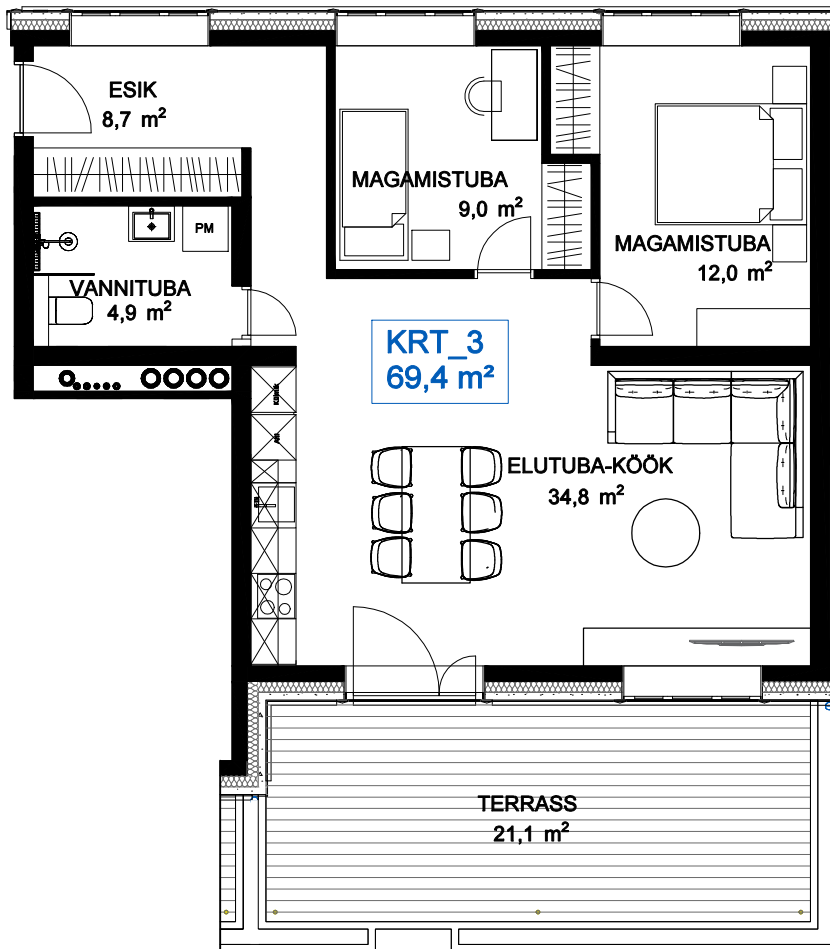 ESIK
8,7 m²
MAGAMISTUBA
9,0 m²
MAGAMISTUBA
12,0 m²
PM
VANNITUBA
4,9 m²
KRT_3
69,4 m²
ELUTUBA-KÖÖK
34,8 m²
TERRASS
21,1 m²